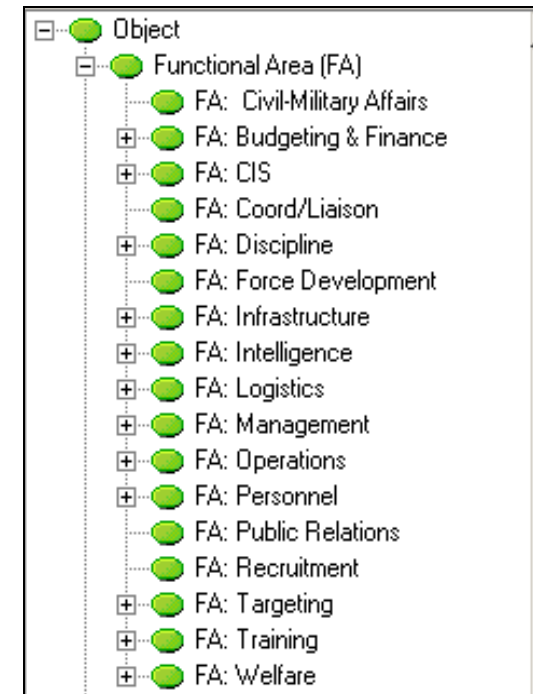 Object
Functional Area (FA)
FA: Civil-Military Affairs
FA: Budgeting & Finance
FA: CIS
FA: Coord/Liaison
FA: Discipline
FA: Force Development
FA: Infrastructure
FA: Intelligence
FA: Logistics
FA: Management
FA: Operations
FA: Personnel
FA: Public Relations
FA: Recruitment
FA: Targeting
FA: Training
FA: Welfare